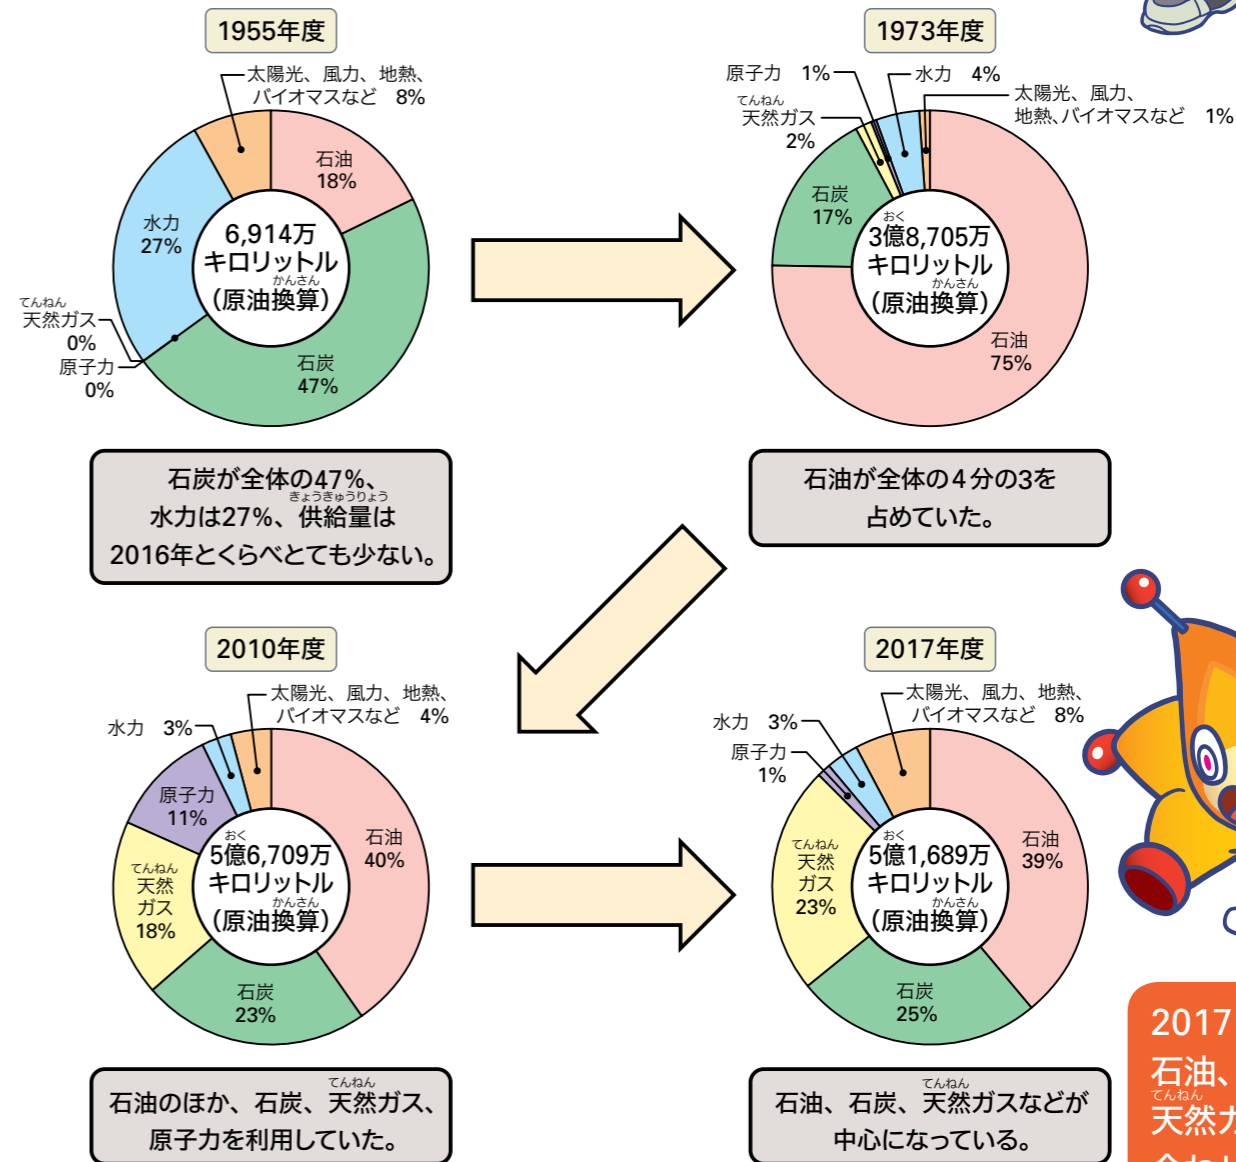 1955年度
太陽光、風力、地熱、
バイオマスなど 8%
石油
18%
水力
27%
6,914万
キロリットル
かんさん
(原油換算)
てんねん
天然ガス
0%
原子力
0%
石炭
47%
石炭が全体の47%、
きょうきゅうりょう
水力は27%、供給量は
2016年とくらべとても少ない。
1973年度
原子力 1%
水力 4%
太陽光、風力、
地熱、バイオマスなど 1%
てんねん
天然ガス
2%
石炭
17%
おく
3億8,705万
キロリットル
かんさん
(原油換算)
石油
75%
石油が全体の4分の3を
占めていた。
2010年度
太陽光、風力、地熱、
バイオマスなど 4%
水力 3%
原子力
11%
石油
40%
おく
5億6,709万
キロリットル
かんさん
(原油換算)
てんねん
天然
ガス
18%
石炭
23%
てんねん
石油のほか、石炭、天然ガス、
原子力を利用していた。
2017年度
太陽光、風力、地熱、
バイオマスなど 8%
水力 3%
原子力
1%
石油
39%
おく
5億1,689万
キロリットル
かんさん
(原油換算)
てんねん
天然
ガス
23%
石炭
25%
てんねん
石油、石炭、天然ガスなどが
中心になっている。
2017
石油、
てんねん
天然ガ